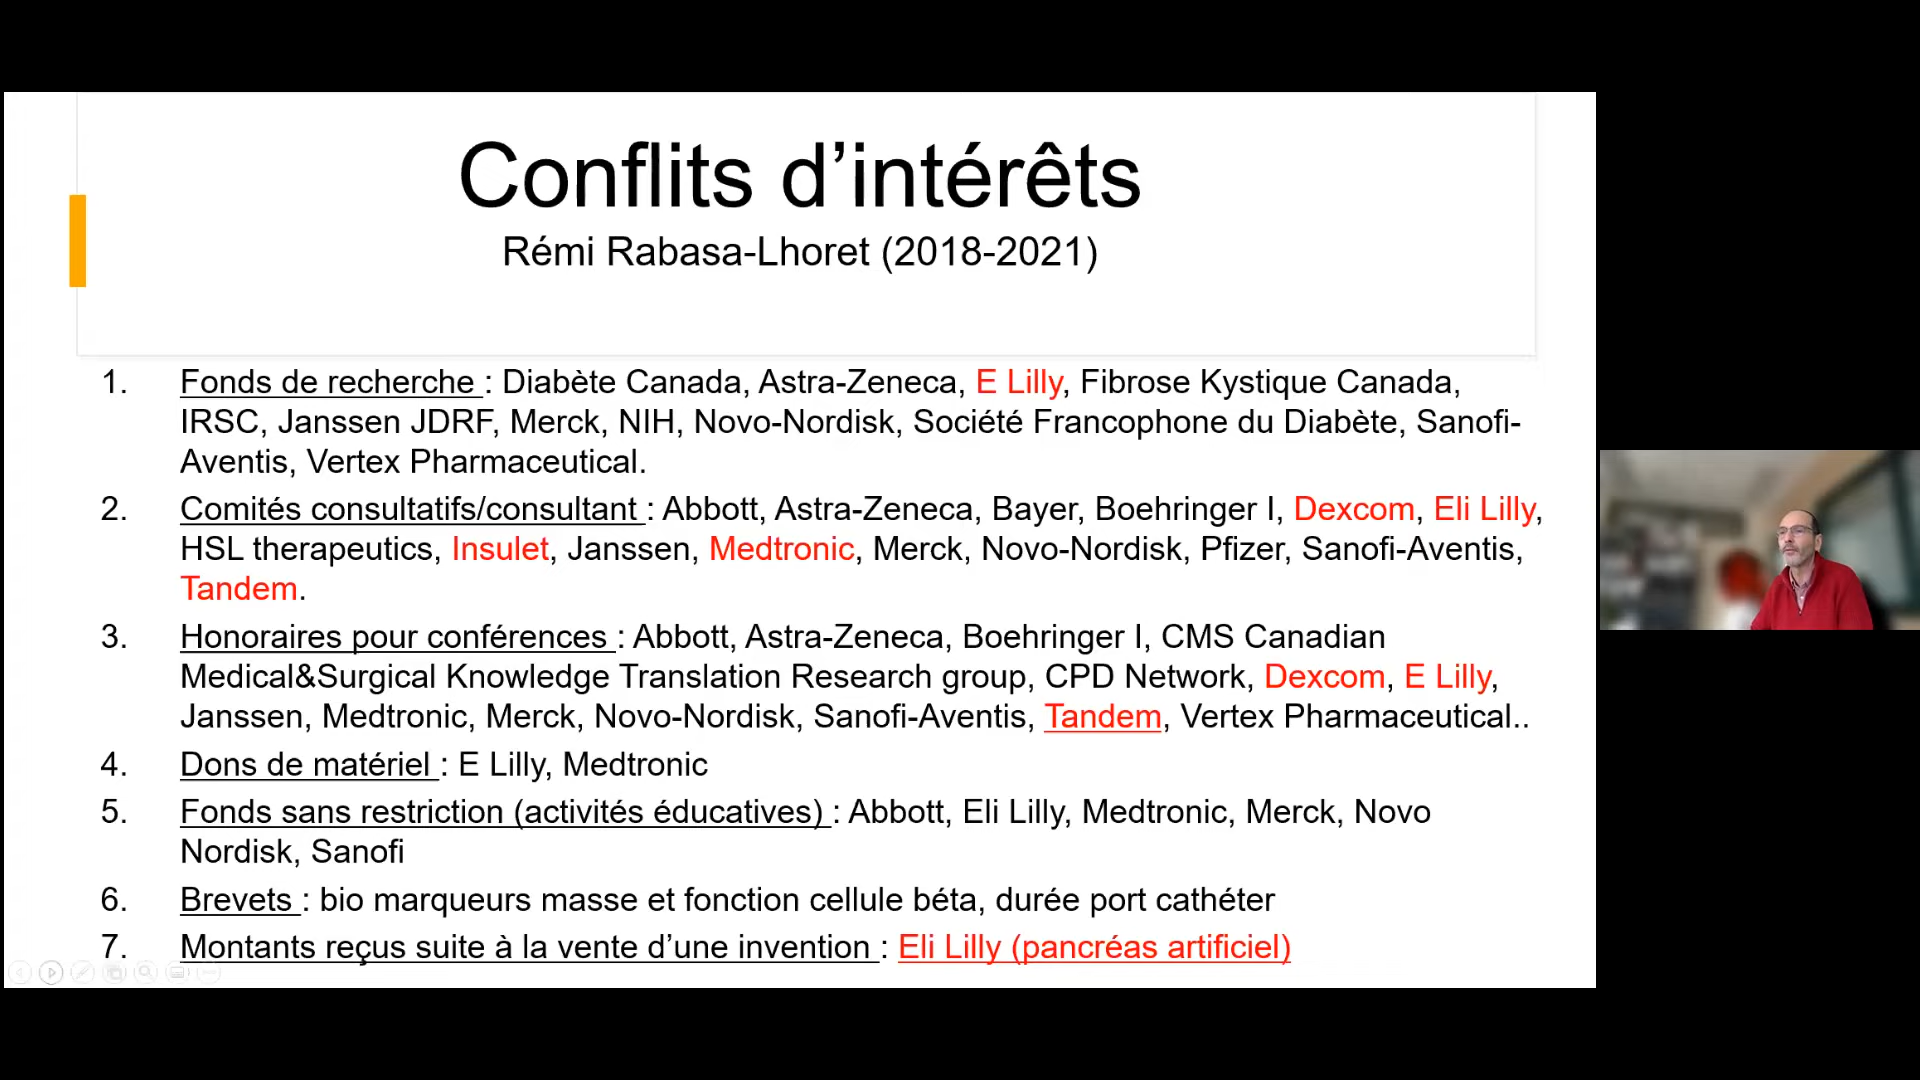 Conflits d’intérêts
Rémi Rabasa-Lhoret (2018-2021)
1. Fonds de recherche : Diabète Canada, Astra-Zeneca, E Lilly, Fibrose Kystique Canada,
IRSC, Janssen JDRF, Merck, NIH, Novo-Nordisk, Société Francophone du Diabète, Sanofi-
Aventis, Vertex Pharmaceutical.
2. Comités consultatifs/consultant : Abbott, Astra-Zeneca, Bayer, Boehringer I, Dexcom, Eli Lilly,
HSL therapeutics, Insulet, Janssen, Medtronic, Merck, Novo-Nordisk, Pfizer, Sanofi-Aventis,
Tandem.
3. Honoraires pour conférences : Abbott, Astra-Zeneca, Boehringer I, CMS Canadian
Medical&Surgical Knowledge Translation Research group, CPD Network, Dexcom, E Lilly,
Janssen, Medtronic, Merck, Novo-Nordisk, Sanofi-Aventis, Tandem, Vertex Pharmaceutical..
4. Dons de matériel : E Lilly, Medtronic
5. Fonds sans restriction (activités éducatives) : Abbott, Eli Lilly, Medtronic, Merck, Novo
Nordisk, Sanofi
6. Brevets : bio marqueurs masse et fonction cellule béta, durée port cathéter
7. Montants reçus suite à la vente d’une invention : Eli Lilly (pancréas artificiel)